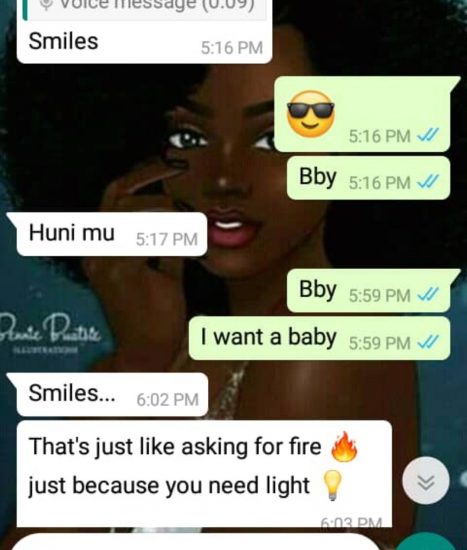 Voice message (0:09)
Smiles 5:16 PM
😎 5:16 PM
Bby 5:16 PM
Huni mu 5:17 PM
Bby 5:59 PM
I want a baby 5:59 PM
Smiles... 6:02 PM
That's just like asking for fire 🔥
just because you need light 💡
6:03 PM
ILLUSTRATIONS